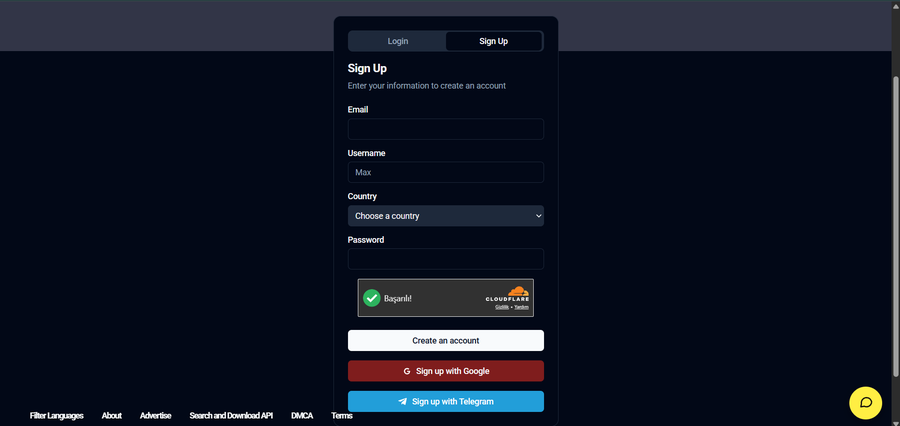 Login
Sign Up
Sign Up
Enter your information to create an account
Email
Username
Max
Country
Choose a country
Password
Başarılı!
CLOUDFLARE
Gizlilik • Yardım
Create an account
G Sign up with Google
Sign up with Telegram
Filter Languages About Advertise Search and Download API DMCA Terms